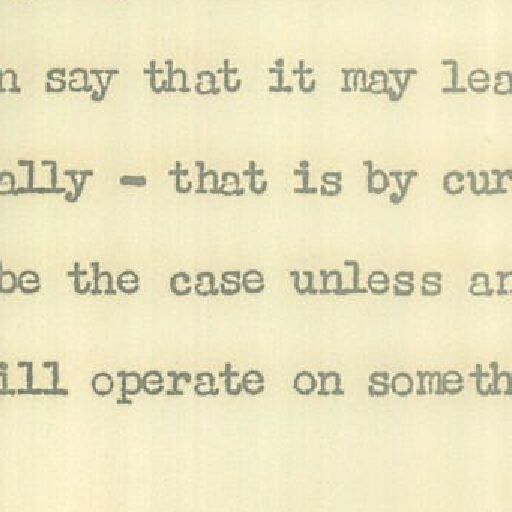 n say that it may lea
ally - that is by cur
be the case unless an
ill operate on someth